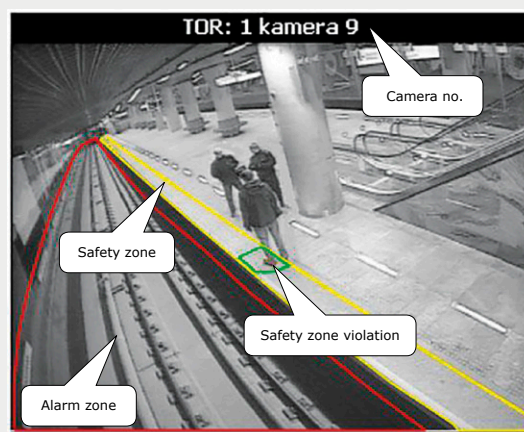 TOR: 1 kamera 9
Camera no.
Safety zone
Safety zone violation
Alarm zone